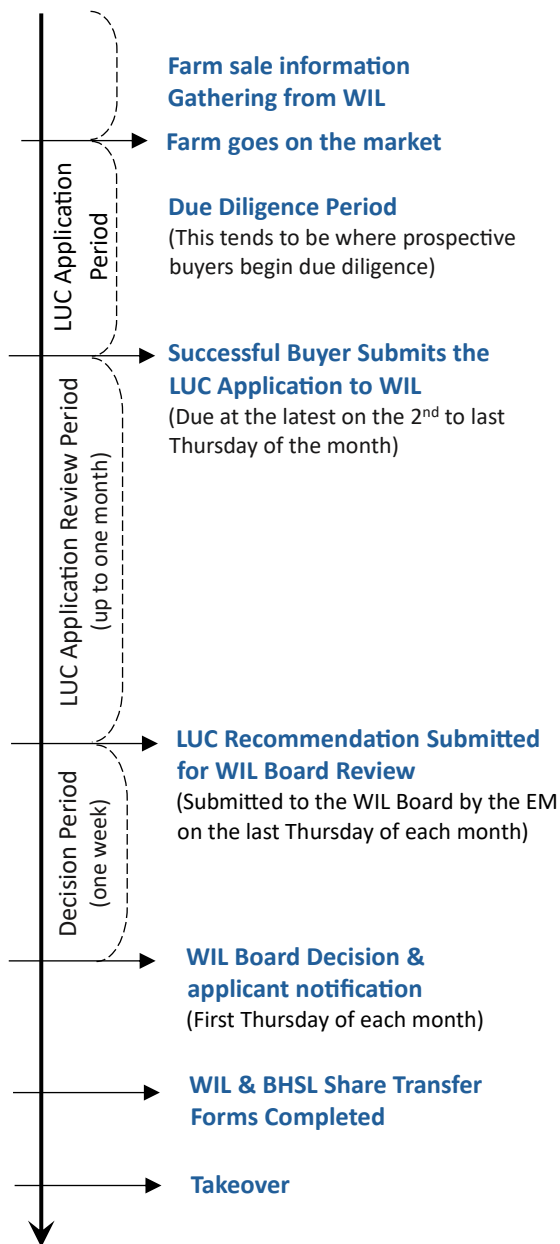 Farm sale information
Gathering from WIL
Farm goes on the market
LUC Application
Period
Due Diligence Period
(This tends to be where prospective
buyers begin due diligence)
Successful Buyer Submits the
LUC Application to WIL
(Due at the latest on the 2nd to last
Thursday of the month)
LUC Application Review Period
(up to one month)
LUC Recommendation Submitted
for WIL Board Review
(Submitted to the WIL Board by the EM
on the last Thursday of each month)
Decision Period
(one week)
WIL Board Decision &
applicant notification
(First Thursday of each month)
WIL & BHSL Share Transfer
Forms Completed
Takeover